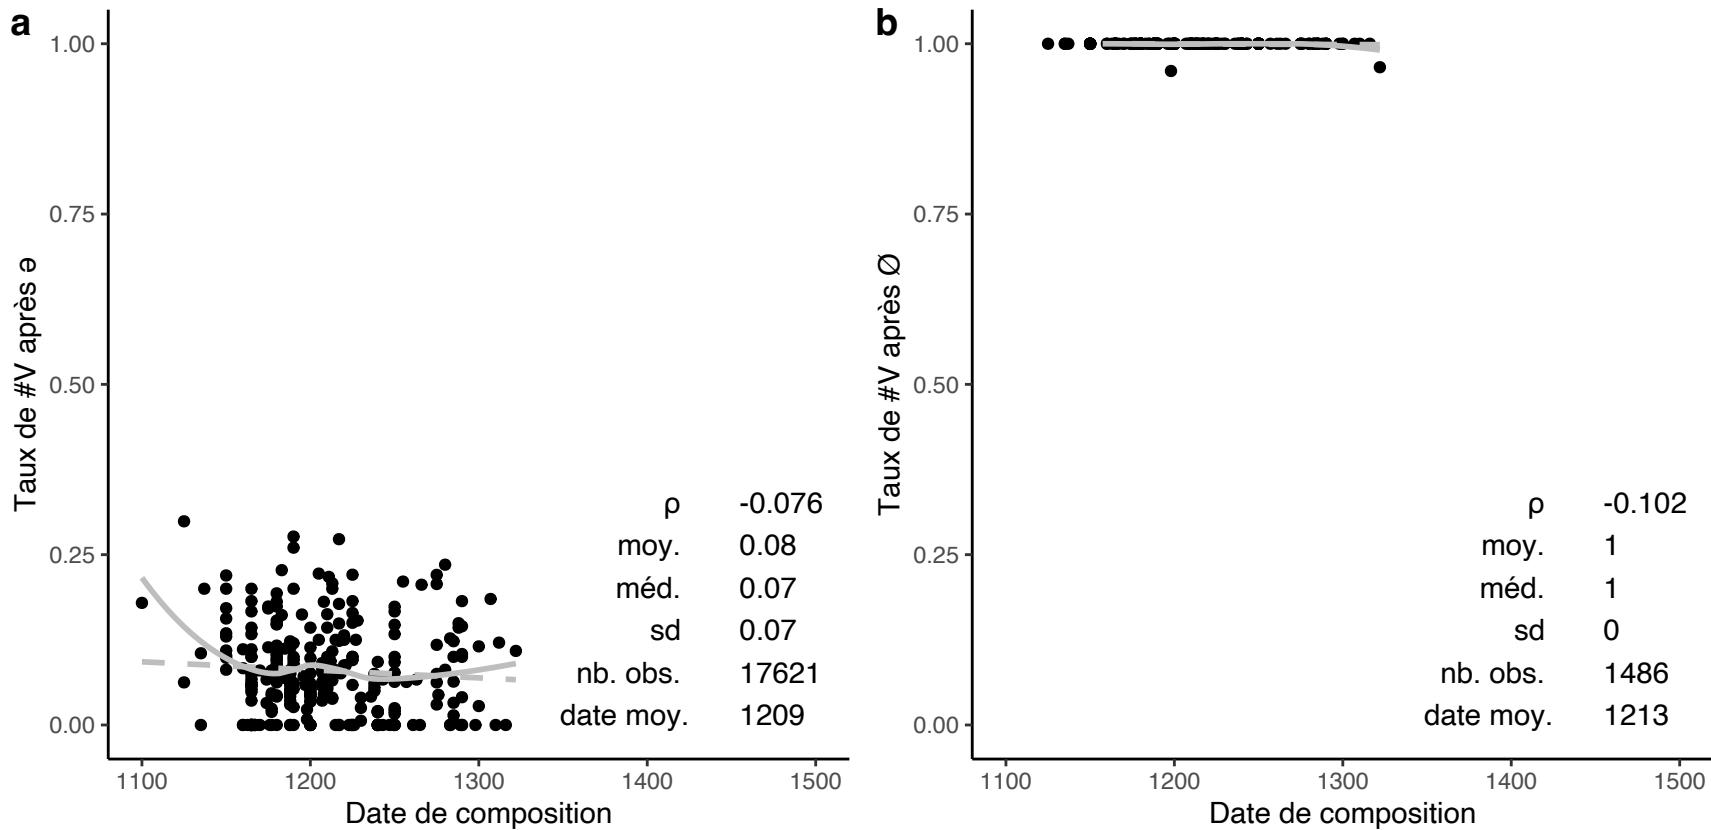 a
Taux de #V après ə
1.00
0.75
0.50
0.25
0.00
ρ -0.076
moy. 0.08
méd. 0.07
sd 0.07
nb. obs. 17621
date moy. 1209
1100 1200 1300 1400 1500
Date de composition
b
Taux de #V après Ø
1.00
0.75
0.50
0.25
0.00
ρ -0.102
moy. 1
méd. 1
sd 0
nb. obs. 1486
date moy. 1213
1100 1200 1300 1400 1500
Date de composition